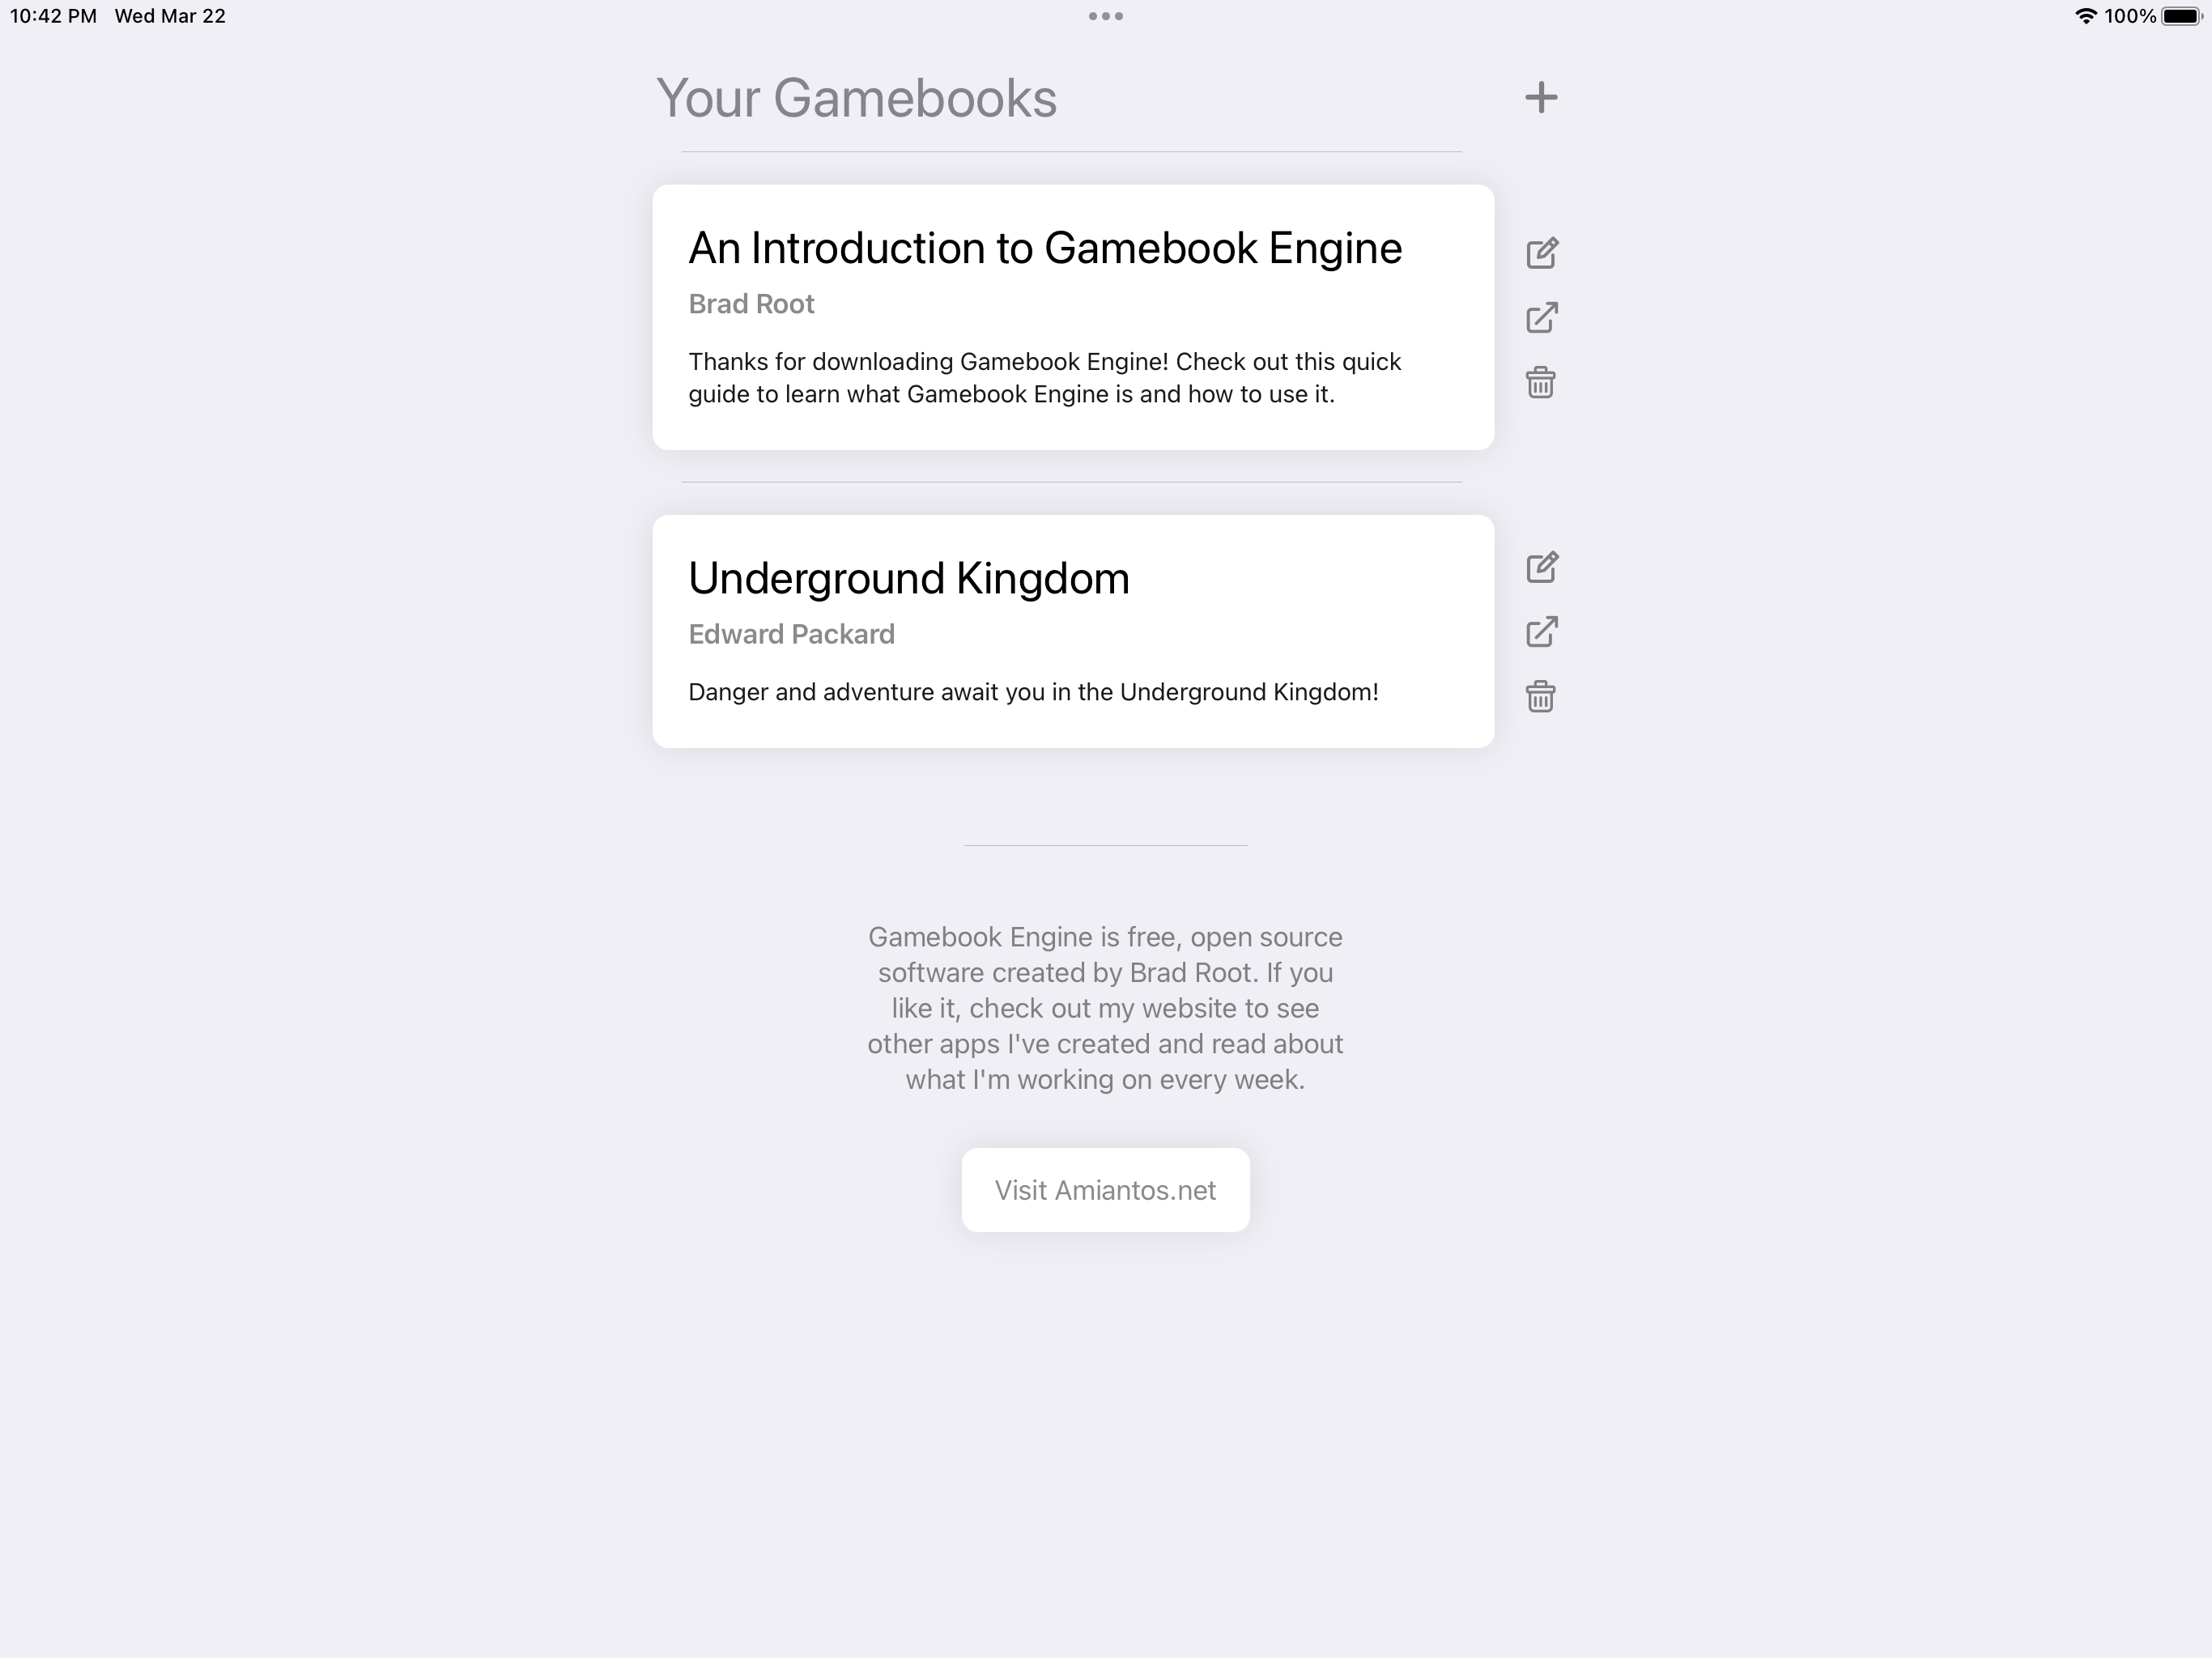 10:42 PM Wed Mar 22
100%
Your Gamebooks
An Introduction to Gamebook Engine
Brad Root
Thanks for downloading Gamebook Engine! Check out this quick
guide to learn what Gamebook Engine is and how to use it.
Underground Kingdom
Edward Packard
Danger and adventure await you in the Underground Kingdom!
Gamebook Engine is free, open source
software created by Brad Root. If you
like it, check out my website to see
other apps I've created and read about
what I'm working on every week.
Visit Amiantos.net